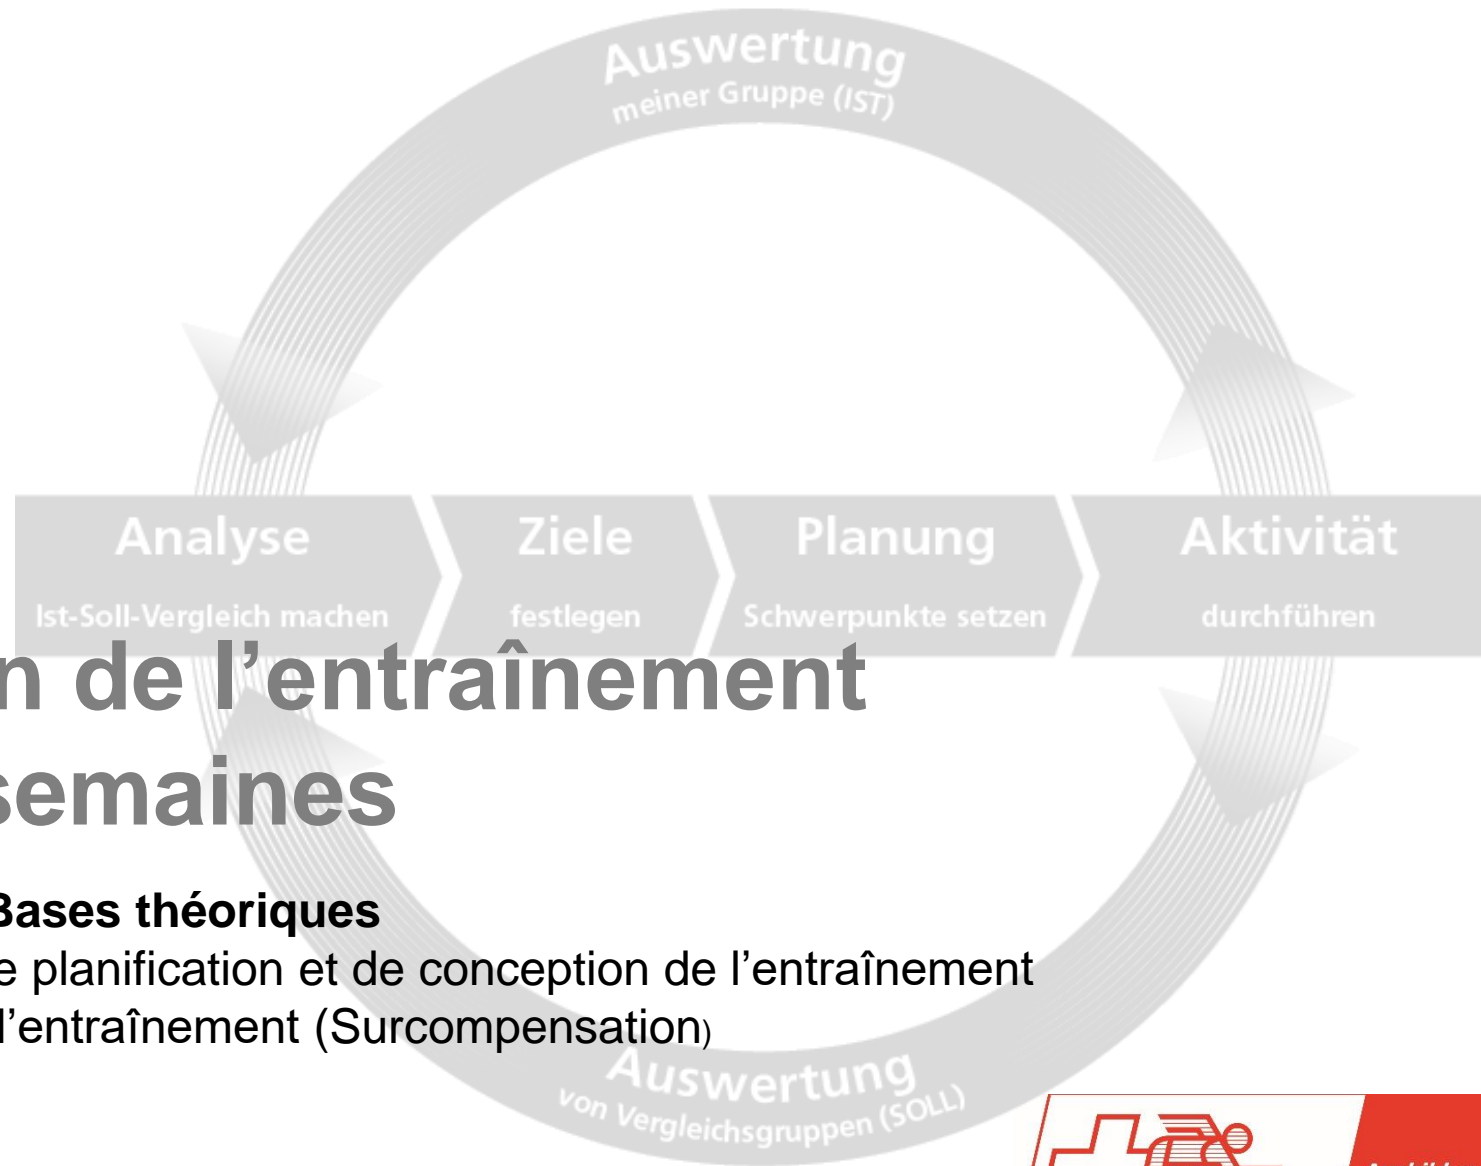 Auswertung
meiner Gruppe (IST)
Analyse Ziele Planung Aktivität
Ist-Soll-Vergleich machen festlegen Schwerpunkte setzen durchführen
n de l’entraînement
semaines
Bases théoriques
e planification et de conception de l’entraînement
l’entraînement (Surcompensation)
Auswertung
von Vergleichsgruppen (SOLL)